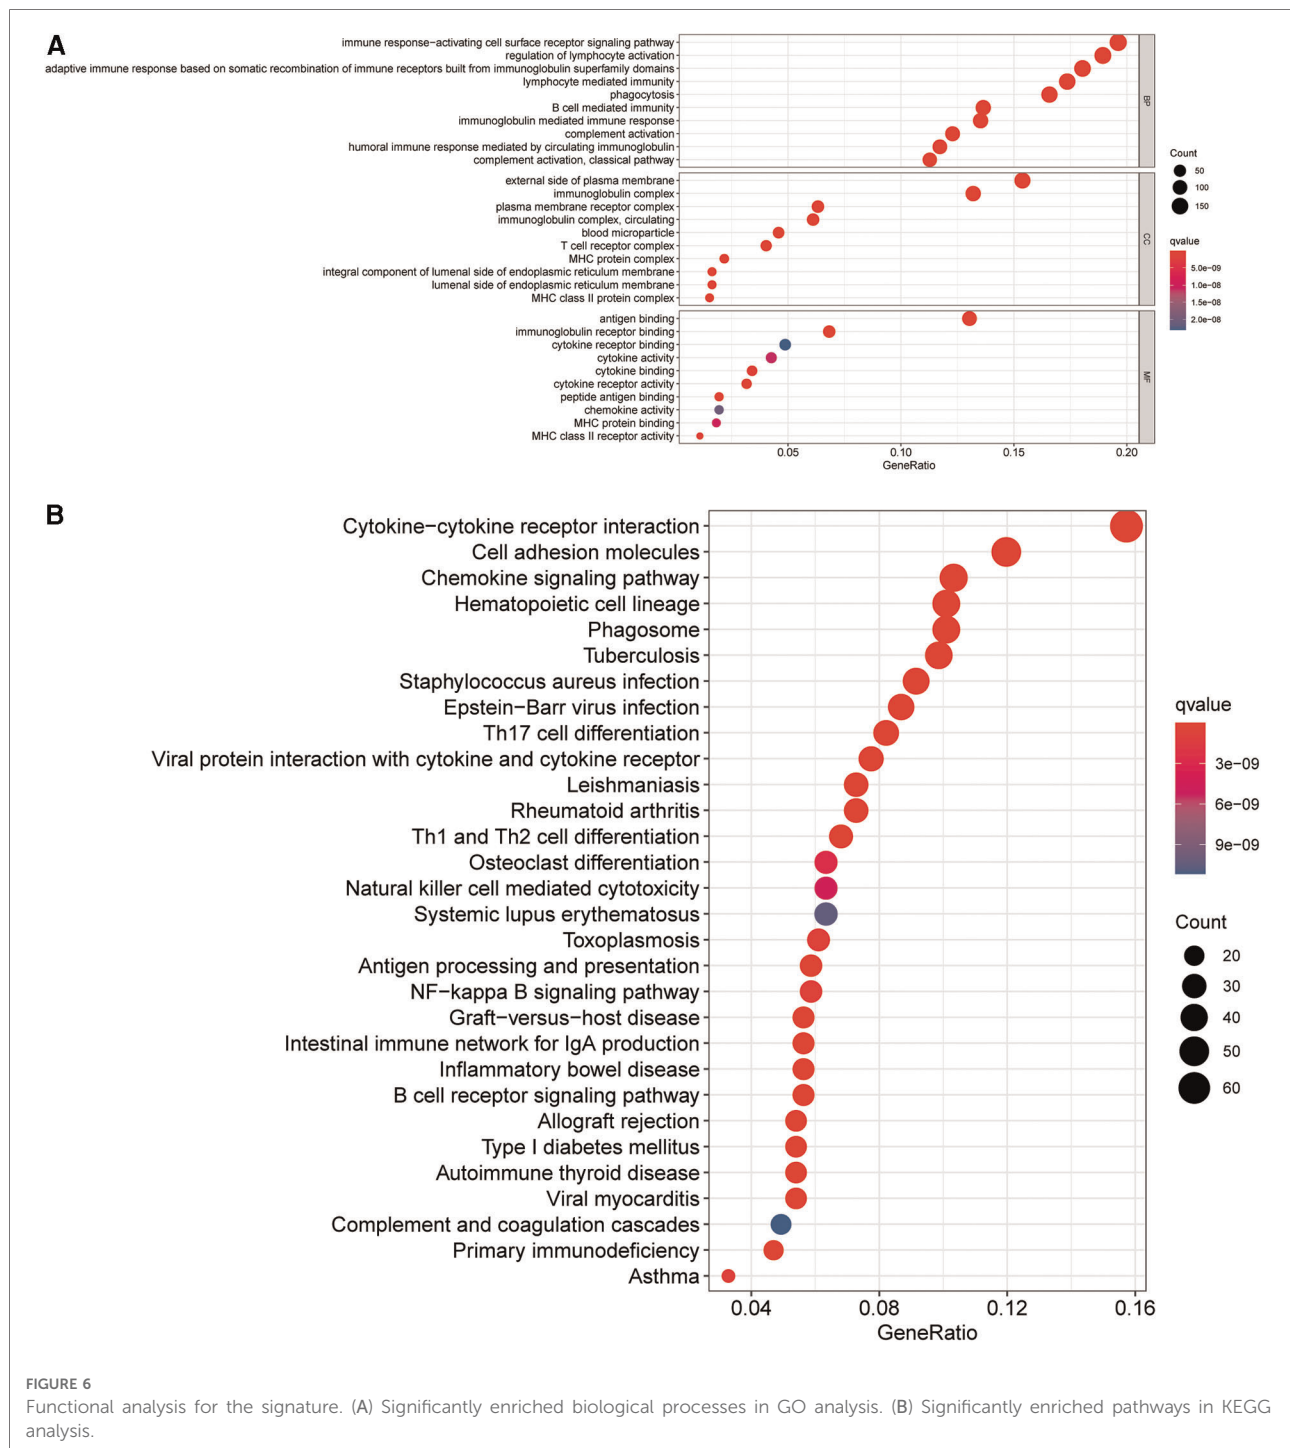 A
immune response−activating cell surface receptor signaling pathway
regulation of lymphocyte activation
adaptive immune response based on somatic recombination of immune receptors built from immunoglobulin superfamily domains
lymphocyte mediated immunity
phagocytosis
B cell mediated immunity
immunoglobulin mediated immune response
complement activation
humoral immune response mediated by circulating immunoglobulin
complement activation, classical pathway
BP
external side of plasma membrane
immunoglobulin complex
plasma membrane receptor complex
immunoglobulin complex, circulating
blood microparticle
T cell receptor complex
MHC protein complex
integral component of lumenal side of endoplasmic reticulum membrane
lumenal side of endoplasmic reticulum membrane
MHC class II protein complex
CC
antigen binding
immunoglobulin receptor binding
cytokine receptor binding
cytokine activity
cytokine binding
cytokine receptor activity
peptide antigen binding
chemokine activity
MHC protein binding
MHC class II receptor activity
MF
0.05 0.10 0.15 0.20
GeneRatio
Count
50
100
150
qvalue
5.0e−09
1.0e−08
1.5e−08
2.0e−08
B
Cytokine−cytokine receptor interaction
Cell adhesion molecules
Chemokine signaling pathway
Hematopoietic cell lineage
Phagosome
Tuberculosis
Staphylococcus aureus infection
Epstein−Barr virus infection
Th17 cell differentiation
Viral protein interaction with cytokine and cytokine receptor
Leishmaniasis
Rheumatoid arthritis
Th1 and Th2 cell differentiation
Osteoclast differentiation
Natural killer cell mediated cytotoxicity
Systemic lupus erythematosus
Toxoplasmosis
Antigen processing and presentation
NF−kappa B signaling pathway
Graft−versus−host disease
Intestinal immune network for IgA production
Inflammatory bowel disease
B cell receptor signaling pathway
Allograft rejection
Type I diabetes mellitus
Autoimmune thyroid disease
Viral myocarditis
Complement and coagulation cascades
Primary immunodeficiency
Asthma
0.04 0.08 0.12 0.16
GeneRatio
qvalue
3e−09
6e−09
9e−09
Count
20
30
40
50
60
FIGURE 6
Functional analysis for the signature. (A) Significantly enriched biological processes in GO analysis. (B) Significantly enriched pathways in KEGG
analysis.